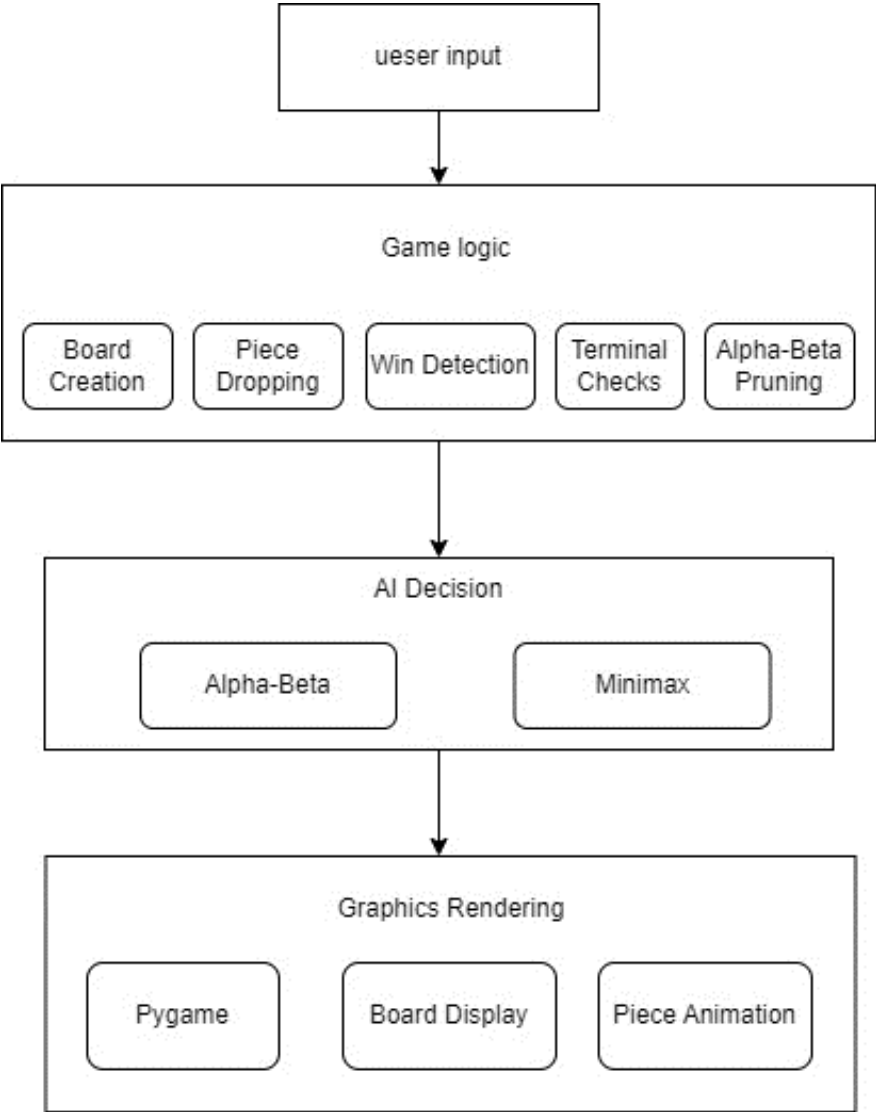 ueser input
Game logic
Board
Creation
Piece
Dropping
Win Detection
Terminal
Checks
Alpha-Beta
Pruning
AI Decision
Alpha-Beta
Minimax
Graphics Rendering
Pygame
Board Display
Piece Animation